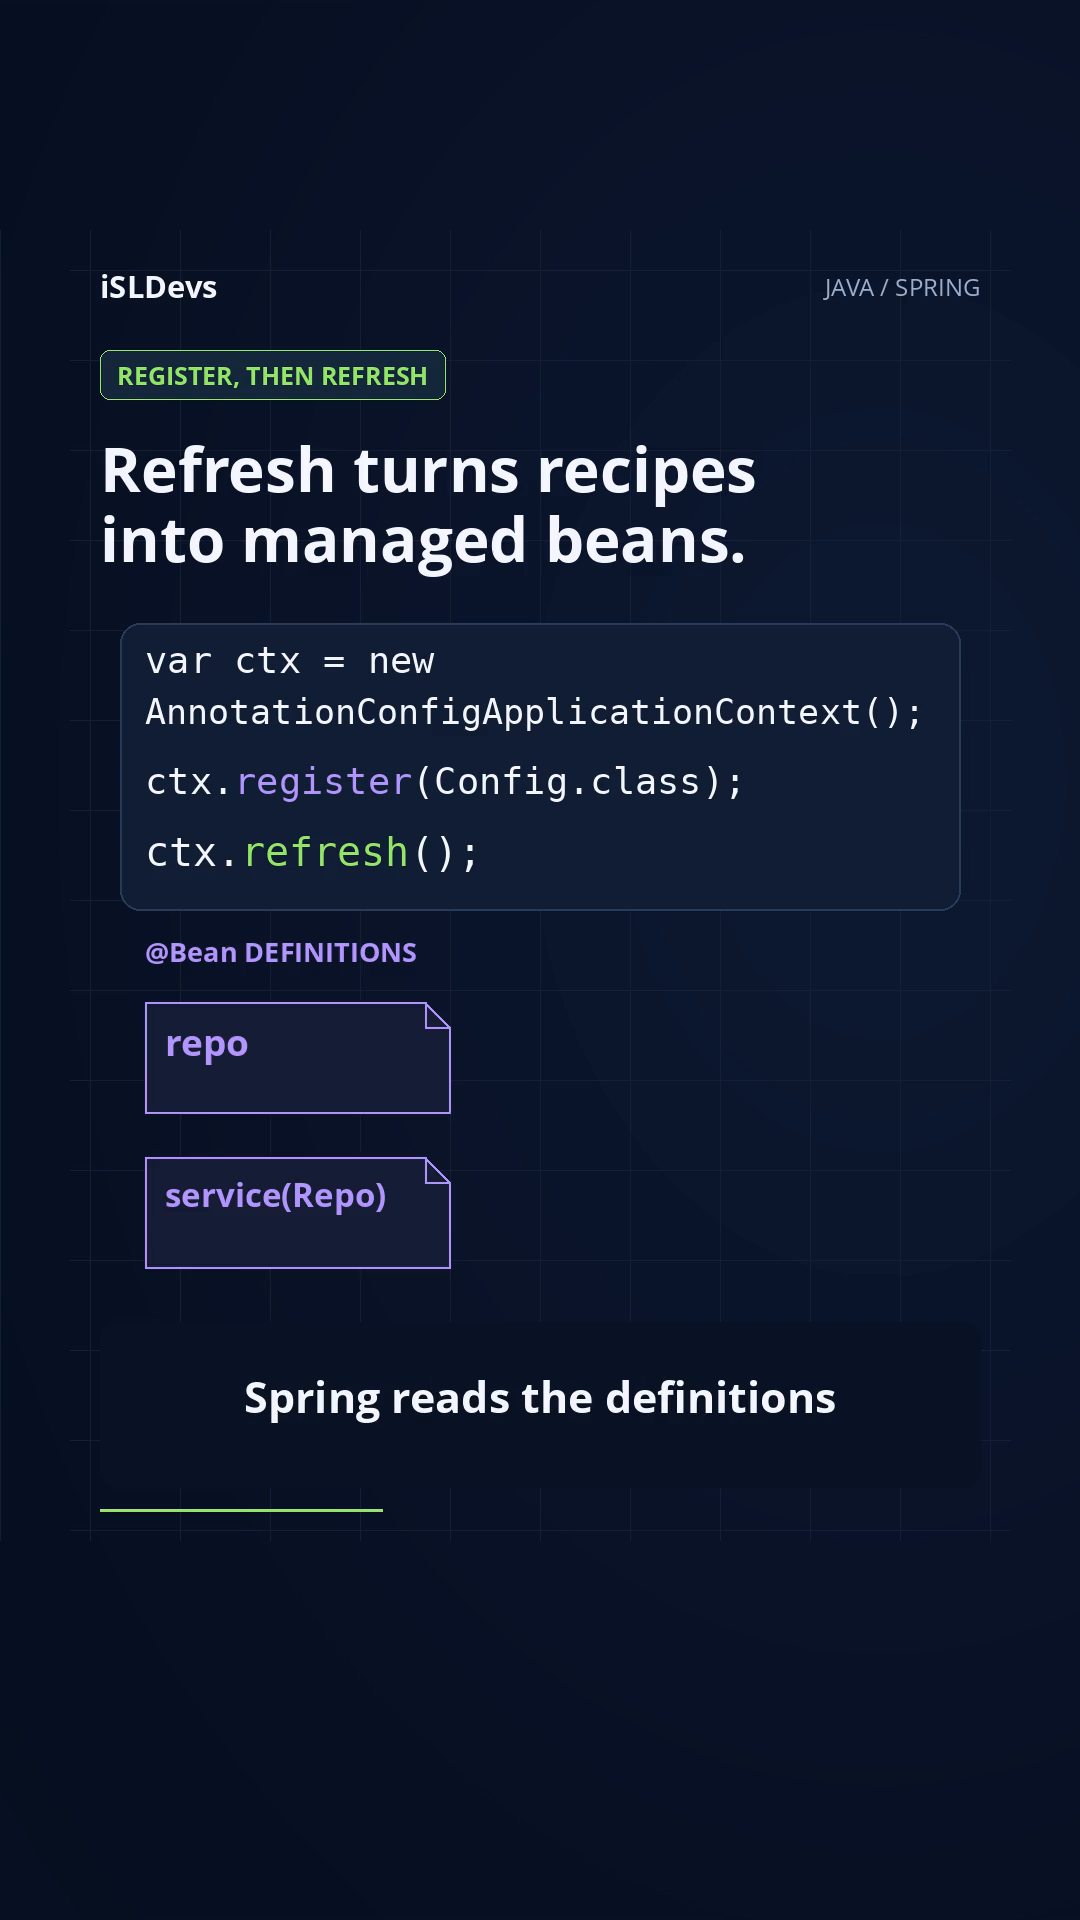 iSLDevs
JAVA / SPRING
REGISTER, THEN REFRESH
Refresh turns recipes
into managed beans.
var ctx = new
AnnotationConfigApplicationContext();
ctx.register(Config.class);
ctx.refresh();
@Bean DEFINITIONS
repo
service(Repo)
Spring reads the definitions